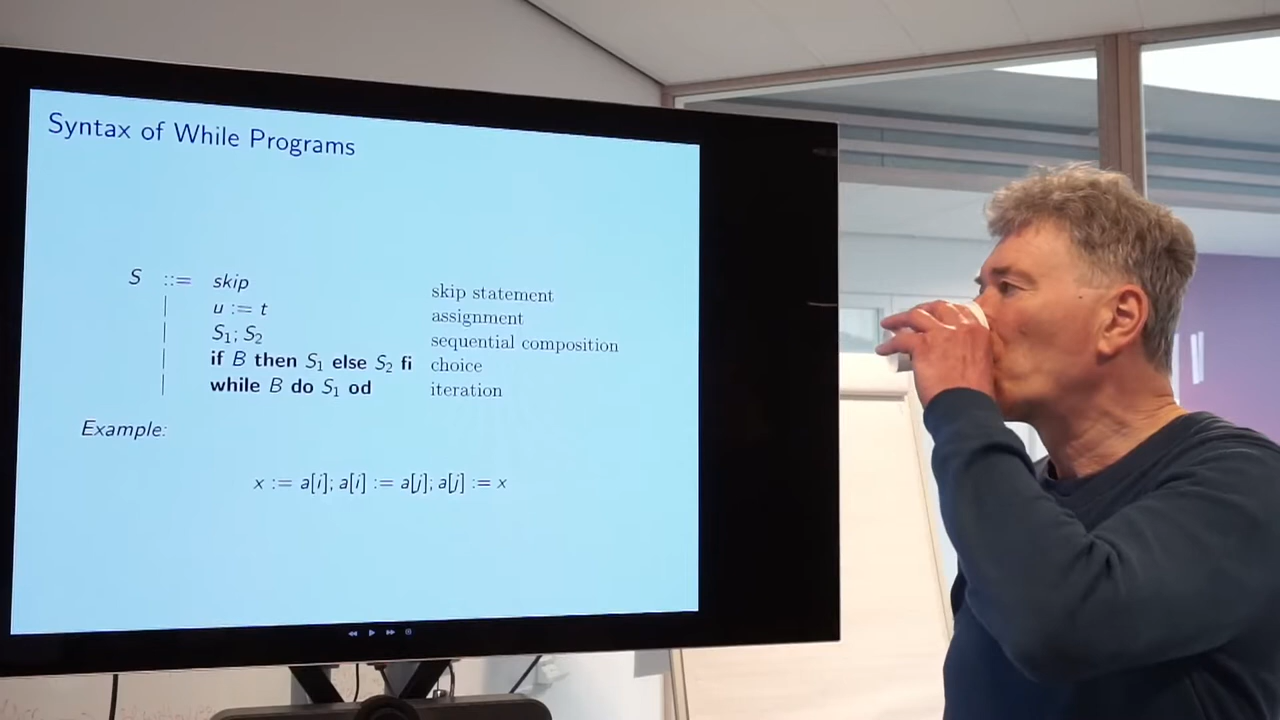 Syntax of While Programs
S ::= skip skip statement
| u := t assignment
| S₁; S₂ sequential composition
| if B then S₁ else S₂ fi choice
| while B do S₁ od iteration
Example:
x := a[i]; a[i] := a[j]; a[j] := x